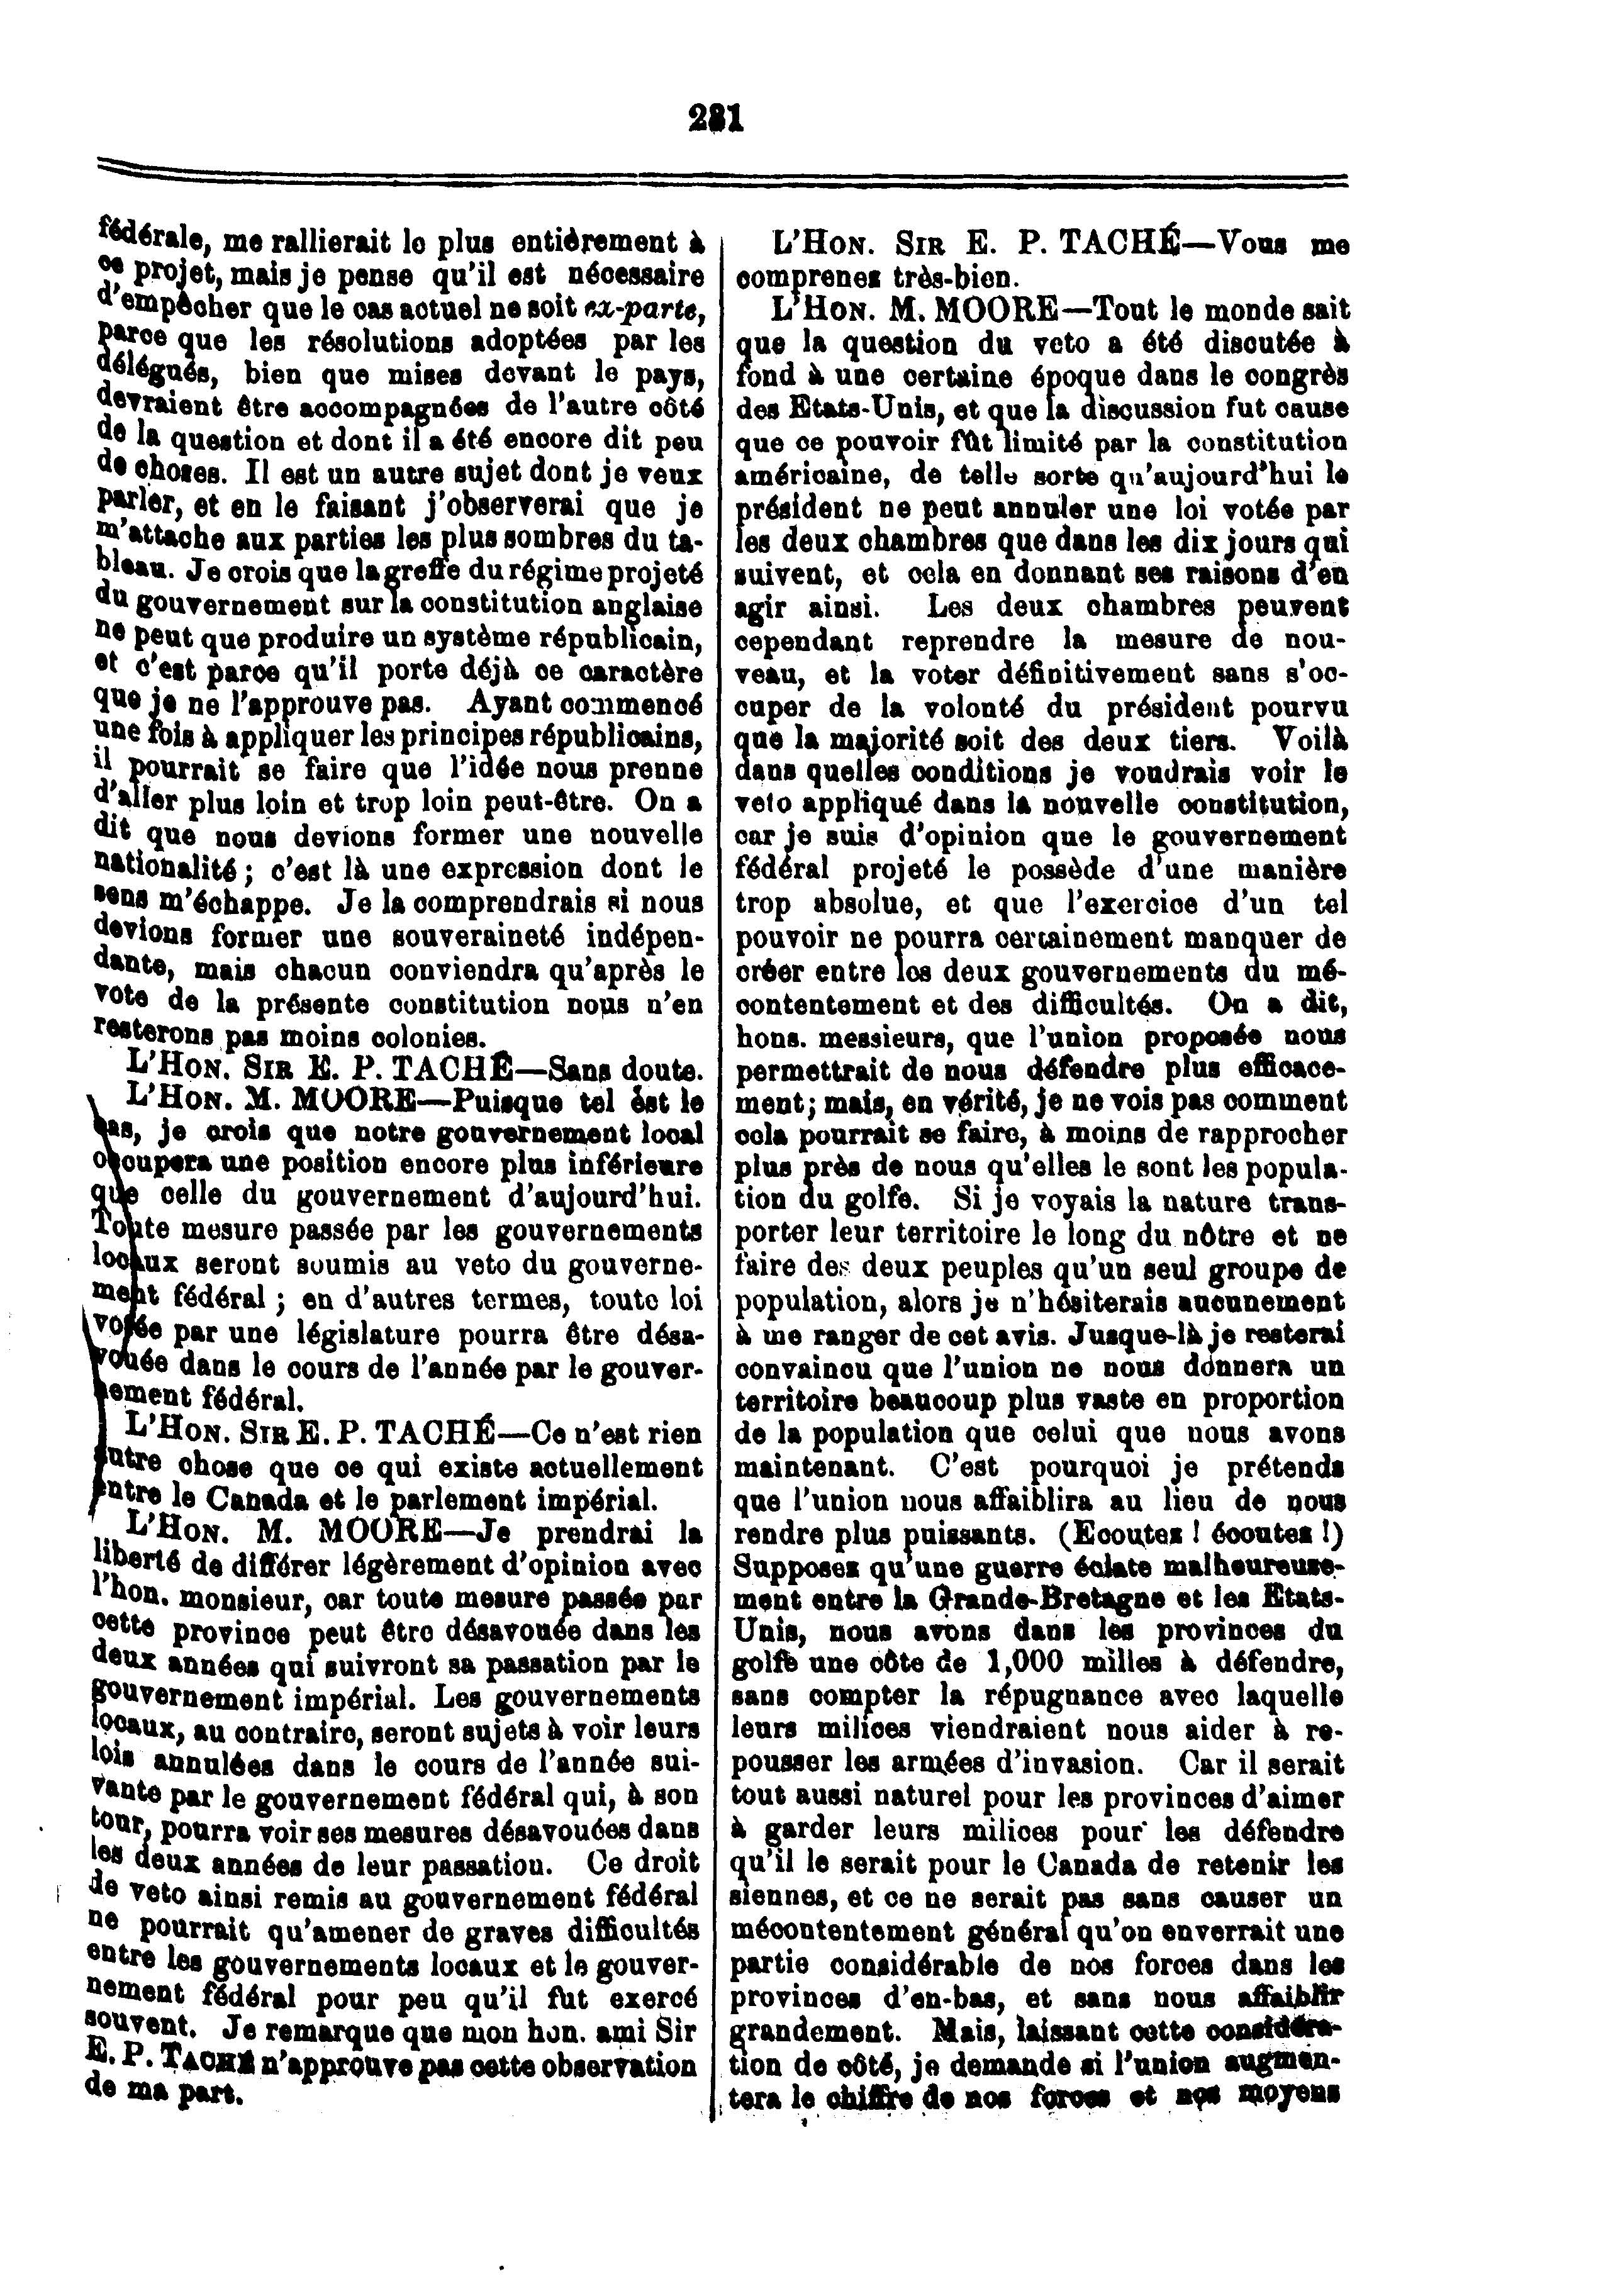 231
fédérale, me rallierait le plus entièrement à
ce projet, mais je pense qu'il est nécessaire
d'empêcher que le cas actuel ne soit ex-parte,
parce que les résolutions adoptées par les
délégués, bien que mises devant le pays,
devraient être accompagnées de l'autre côté
de la question et dont il a été encore dit peu
de choses. Il est un autre sujet dont je veux
parler, et en le faisant j'observerai que je
m'attache aux parties les plus sombres du ta-
bleau. Je crois que la greffe du régime projeté
du gouvernement sur la constitution anglaise
ne peut que produire un système républicain,
et c'est parce qu'il porte déjà ce caractère
que je ne l'approuve pas. Ayant commencé
une fois à appliquer les principes républicains,
il pourrait se faire que l'idée nous prenne
d'aller plus loin et trop loin peut-être. On a
dit que nous devions former une nouvelle
nationalité ; c'est là une expression dont le
sens m'échappe. Je la comprendrais si nous
devions former une souveraineté indépen-
dante, mais chacun conviendra qu'après le
vote de la présente constitution nous n'en
resterons pas moins colonies.
L'HON. SIR E. P. TACHÉ—Sans doute.
L'HON. M. MOORE—Puisque tel est le
cas, je crois que notre gouvernement local
occupera une position encore plus inférieure
que celle du gouvernement d'aujourd'hui.
Toute mesure passée par les gouvernements
locaux seront soumis au veto du gouverne-
ment fédéral ; en d'autres termes, toute loi
votée par une législature pourra être désa-
vouée dans le cours de l'année par le gouver-
nement fédéral.
L'HON. SIR E. P. TACHÉ—Ce n'est rien
autre chose que ce qui existe actuellement
entre le Canada et le parlement impérial.
L'HON. M. MOORE—Je prendrai la
liberté de différer légèrement d'opinion avec
l'hon. monsieur, car toute mesure passée par
cette province peut être désavouée dans les
deux années qui suivront sa passation par le
gouvernement impérial. Les gouvernements
locaux, au contraire, seront sujets à voir leurs
lois annulées dans le cours de l'année sui-
vante par le gouvernement fédéral qui, à son
tour, pourra voir ses mesures désavouées dans
les deux années de leur passation. Ce droit
de veto ainsi remis au gouvernement fédéral
ne pourrait qu'amener de graves difficultés
entre les gouvernements locaux et le gouver-
nement fédéral pour peu qu'il fut exercé
souvent. Je remarque que mon hon. ami Sir
E. P. TACHÉ n'approuve pas cette observation
de ma part.
L'HON. SIR E. P. TACHÉ—Vous me
comprenez très-bien.
L'HON. M. MOORE—Tout le monde sait
que la question du veto a été discutée à
fond à une certaine époque dans le congrès
des Etats-Unis, et que la discussion fut cause
que ce pouvoir fût limité par la constitution
américaine, de telle sorte qu'aujourd'hui le
président ne peut annuler une loi votée par
les deux chambres que dans les dix jours qui
suivent, et cela en donnant ses raisons d'en
agir ainsi. Les deux chambres peuvent
cependant reprendre la mesure de nou-
veau, et la voter définitivement sans s'oc-
cuper de la volonté du président pourvu
que la majorité soit des deux tiers. Voilà
dans quelles conditions je voudrais voir le
veto appliqué dans la nouvelle constitution,
car je suis d'opinion que le gouvernement
fédéral projeté le possède d'une manière
trop absolue, et que l'exercice d'un tel
pouvoir ne pourra certainement manquer de
créer entre les deux gouvernements du mé-
contentement et des difficultés. On a dit,
hons. messieurs, que l'union proposée nous
permettrait de nous défendre plus efficace-
ment ; mais, en vérité, je ne vois pas comment
cela pourrait se faire, à moins de rapprocher
plus près de nous qu'elles le sont les popula-
tion du golfe. Si je voyais la nature trans-
porter leur territoire le long du nôtre et ne
faire des deux peuples qu'un seul groupe de
population, alors je n'hésiterais aucunement
à me ranger de cet avis. Jusque-là je resterai
convaincu que l'union ne nous donnera un
territoire beaucoup plus vaste en proportion
de la population que celui que nous avons
maintenant. C'est pourquoi je prétends
que l'union nous affaiblira au lieu de nous
rendre plus puissants. (Ecoutez ! écoutez !)
Supposez qu'une guerre éclate malheureuse-
ment entre la Grande-Bretagne et les Etats-
Unis, nous avons dans les provinces du
golfe une côte de 1,000 milles à défendre,
sans compter la répugnance avec laquelle
leurs milices viendraient nous aider à re-
pousser les armées d'invasion. Car il serait
tout aussi naturel pour les provinces d'aimer
à garder leurs milices pour les défendre
qu'il le serait pour le Canada de retenir les
siennes, et ce ne serait pas sans causer un
mécontentement général qu'on enverrait une
partie considérable de nos forces dans les
provinces d'en-bas, et sans nous affaiblir
grandement. Mais, laissant cette considéra-
tion de côté, je demande si l'union augmen-
tera le chiffre de nos forces et nos moyens